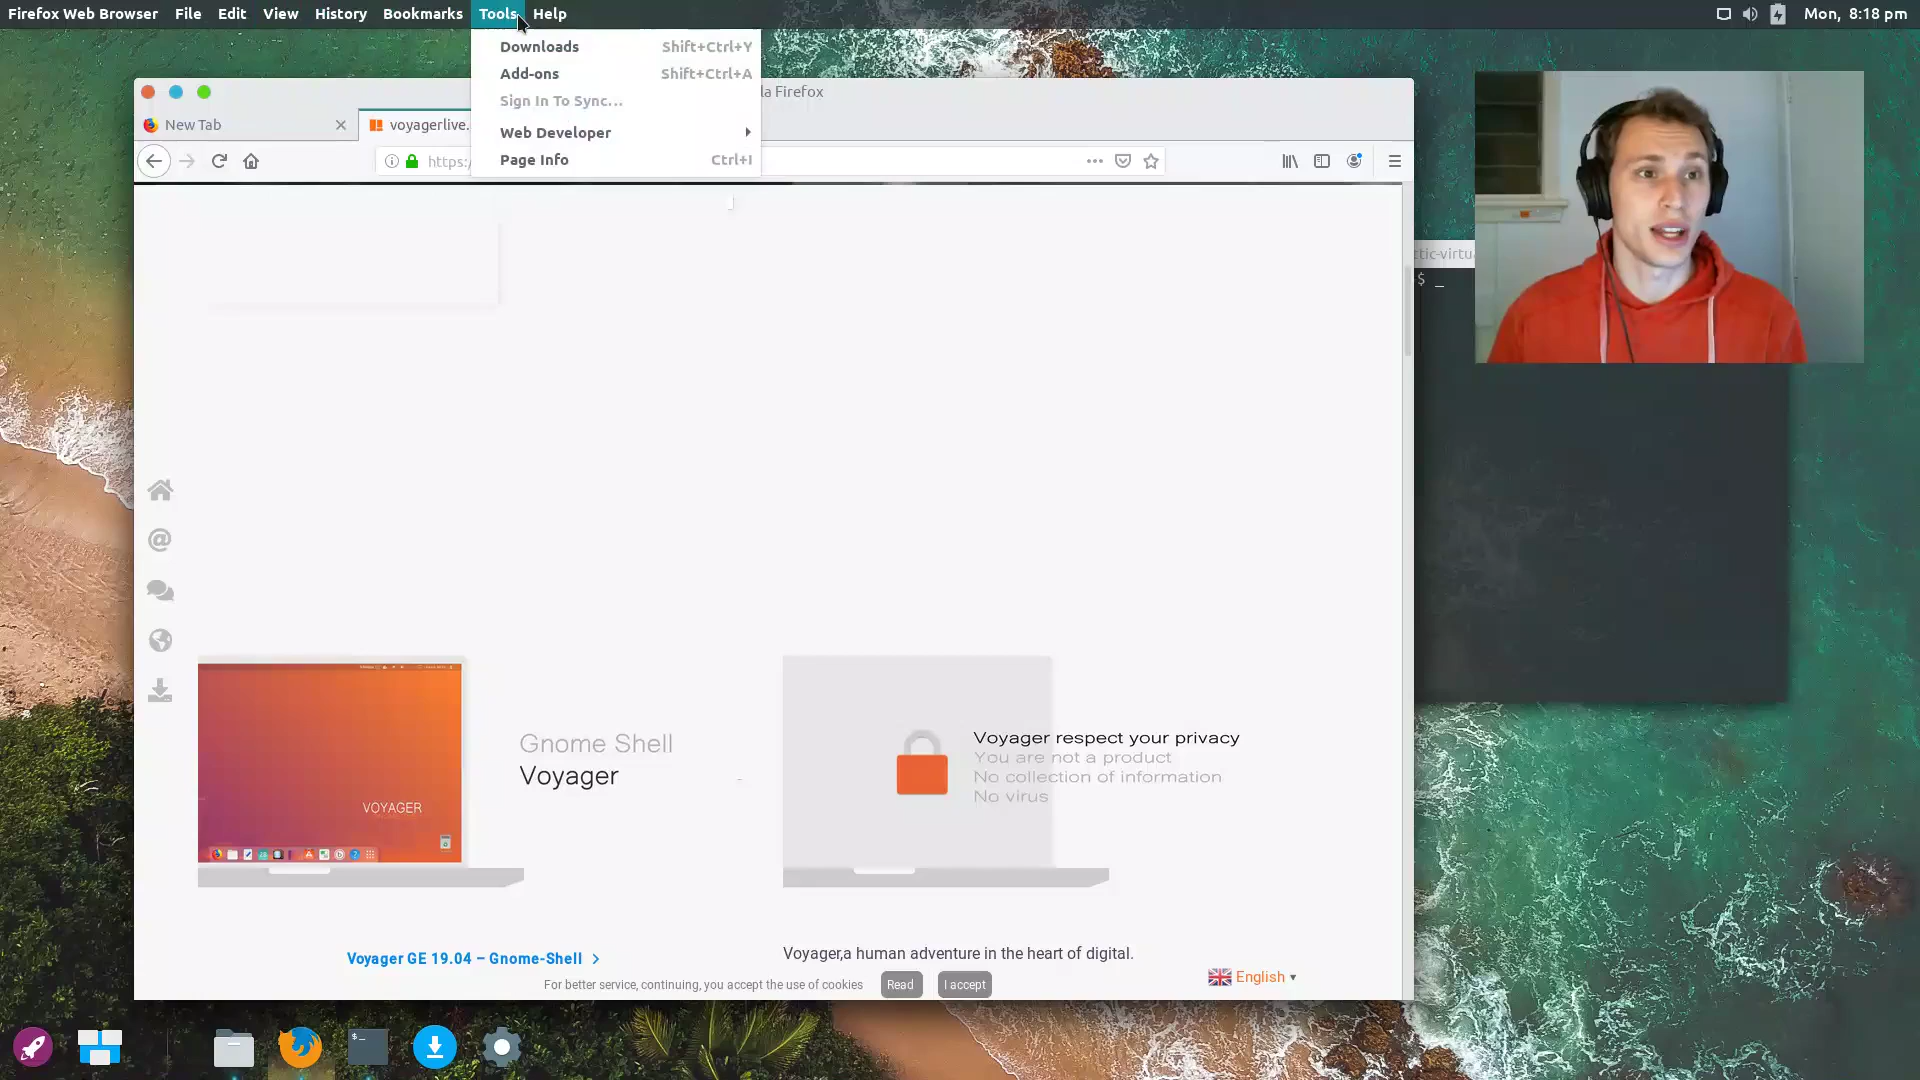 Firefox Web Browser File Edit View History Bookmarks Tools Help Mon, 8:18 pm
Downloads Shift+Ctrl+Y
Add-ons Shift+Ctrl+A
Sign In To Sync...
Web Developer
Page Info Ctrl+I
la Firefox
New Tab
voyagerlive.
https:
tic-virtu
$ _
VOYAGER
Gnome Shell
Voyager
Voyager respect your privacy
You are not a product
No collection of information
No virus
Voyager GE 19.04 – Gnome-Shell
Voyager,a human adventure in the heart of digital.
For better service, continuing, you accept the use of cookies Read I accept
English